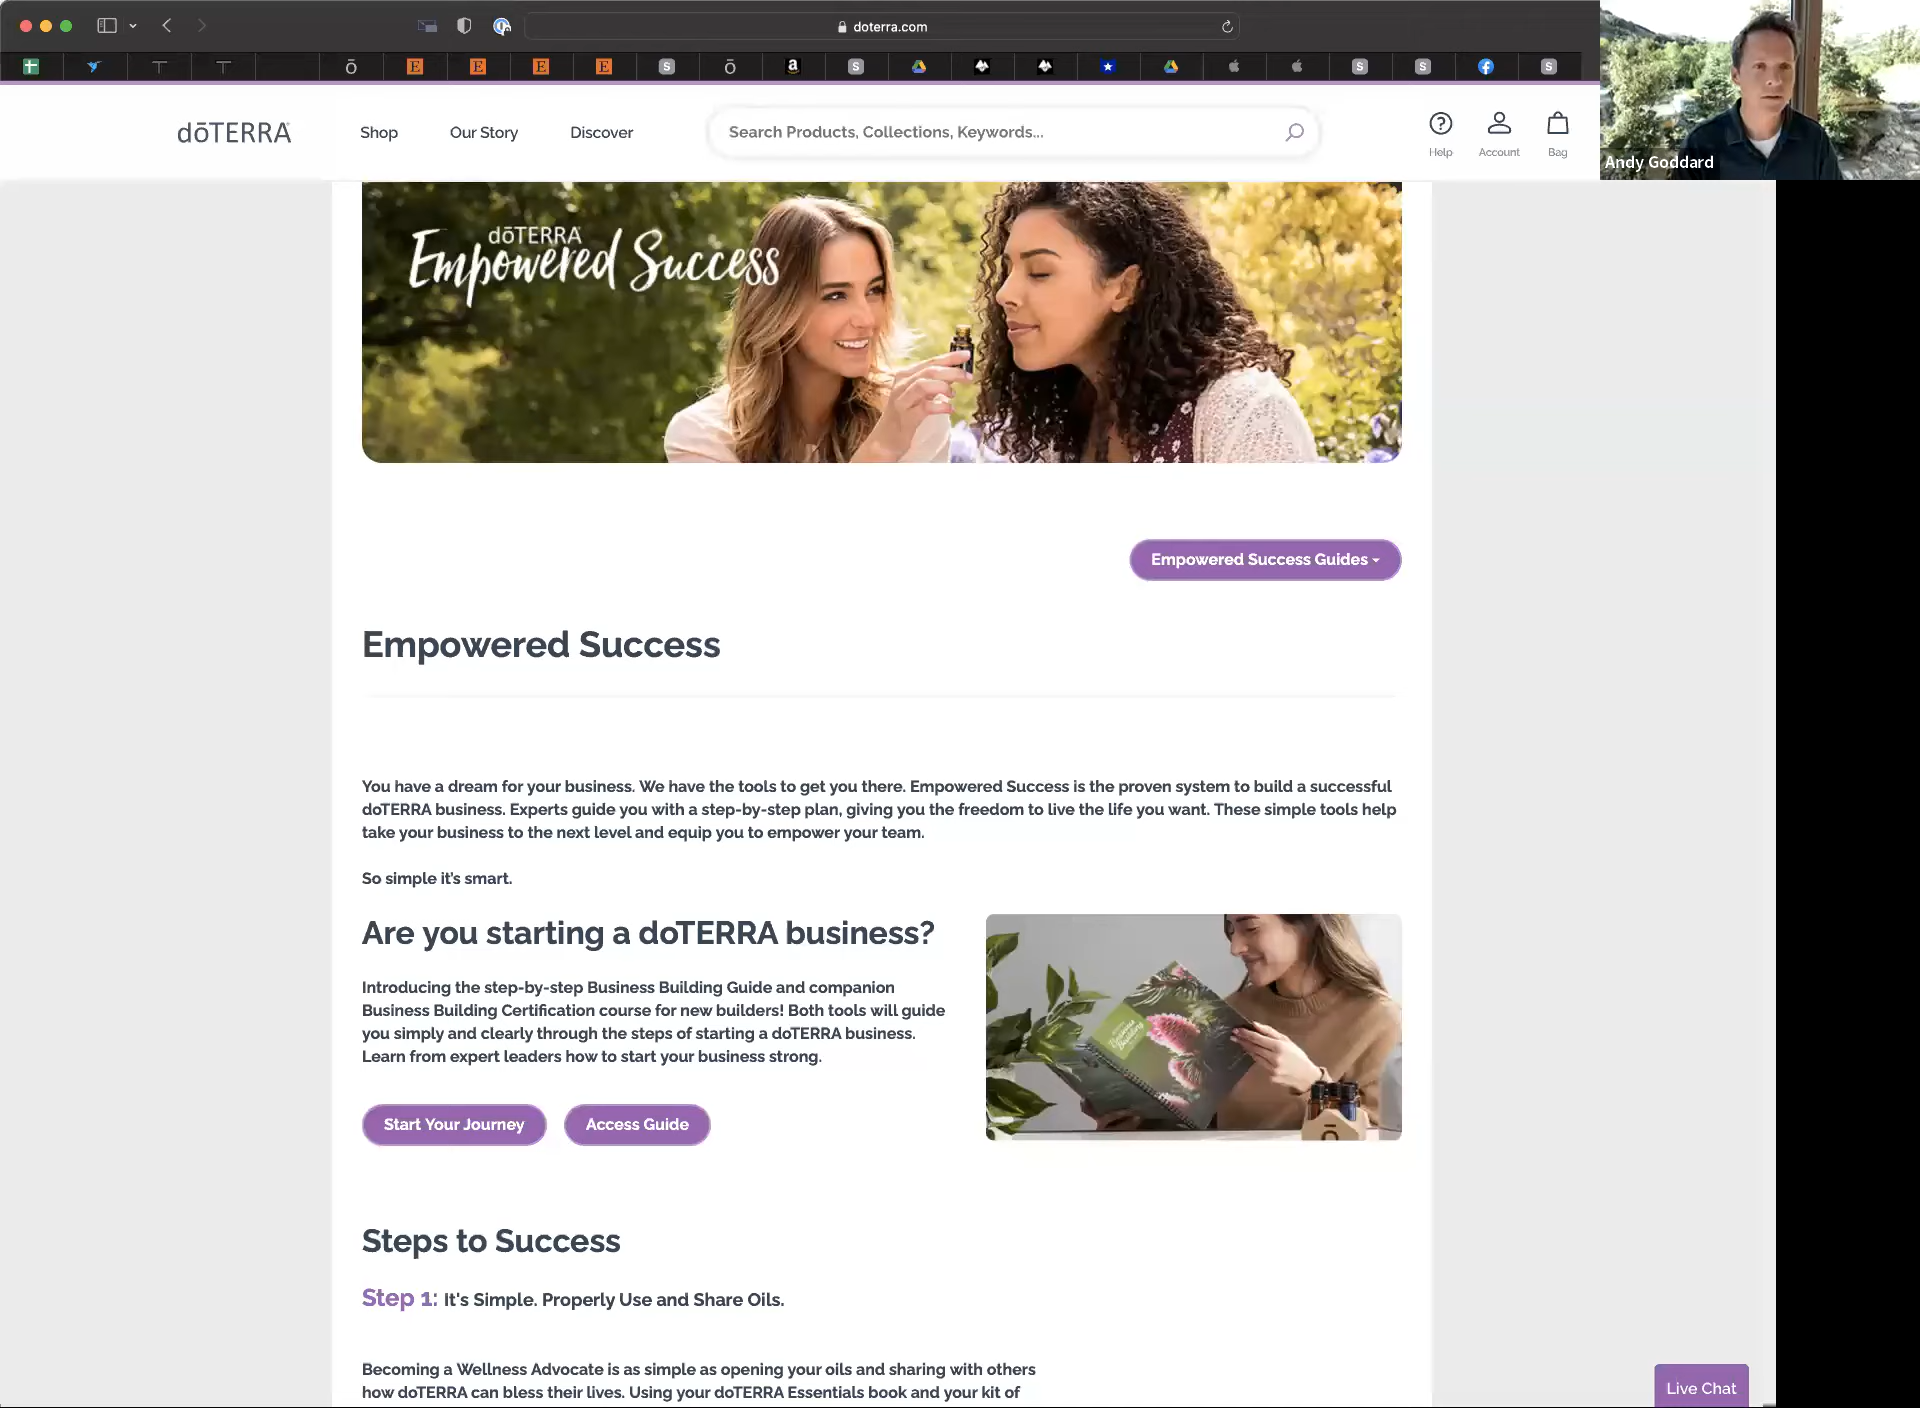 doterra.com
dōTERRA
Shop
Our Story
Discover
Search Products, Collections, Keywords...
Help
Account
Bag
Andy Goddard
dōTERRA
Empowered Success
Empowered Success Guides
Empowered Success
You have a dream for your business. We have the tools to get you there. Empowered Success is the proven system to build a successful
doTERRA business. Experts guide you with a step-by-step plan, giving you the freedom to live the life you want. These simple tools help
take your business to the next level and equip you to empower your team.
So simple it's smart.
Are you starting a doTERRA business?
Introducing the step-by-step Business Building Guide and companion
Business Building Certification course for new builders! Both tools will guide
you simply and clearly through the steps of starting a doTERRA business.
Learn from expert leaders how to start your business strong.
Business
Building
Start Your Journey
Access Guide
Steps to Success
Step 1: It's Simple. Properly Use and Share Oils.
Becoming a Wellness Advocate is as simple as opening your oils and sharing with others
how doTERRA can bless their lives. Using your doTERRA Essentials book and your kit of
Live Chat